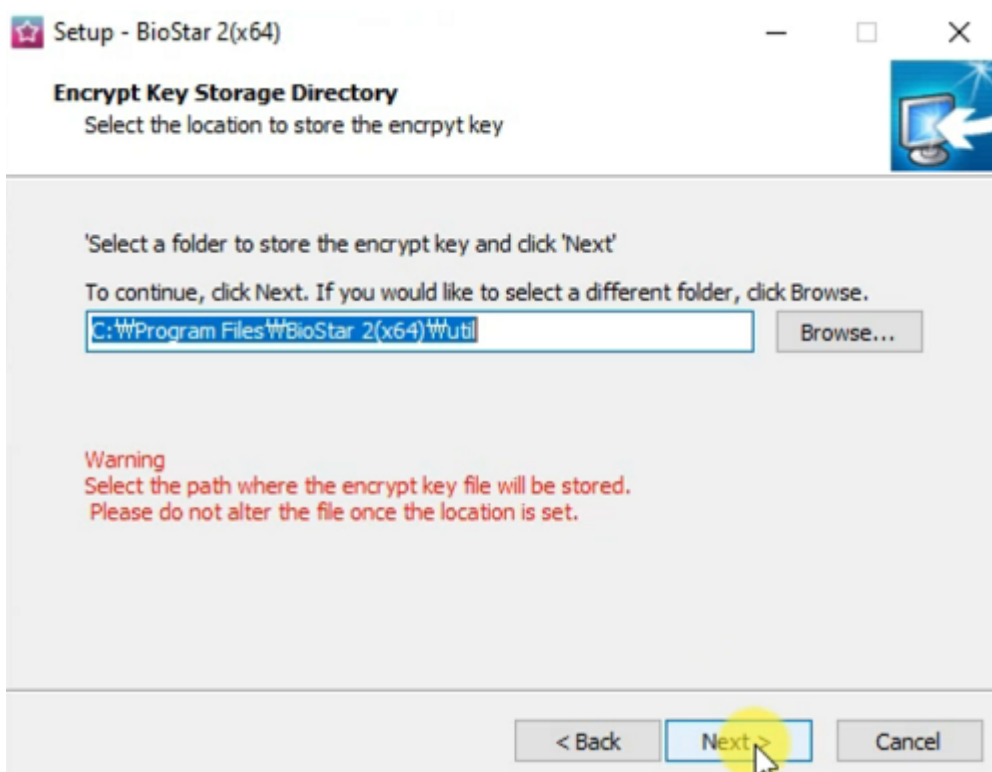 Setup - BioStar 2(x64)
Encrypt Key Storage Directory
Select the location to store the encrpyt key
'Select a folder to store the encrypt key and click 'Next'
To continue, click Next. If you would like to select a different folder, click Browse.
C:₩Program Files₩BioStar 2(x64)₩util
Browse...
Warning
Select the path where the encrypt key file will be stored.
Please do not alter the file once the location is set.
< Back
Next >
Cancel